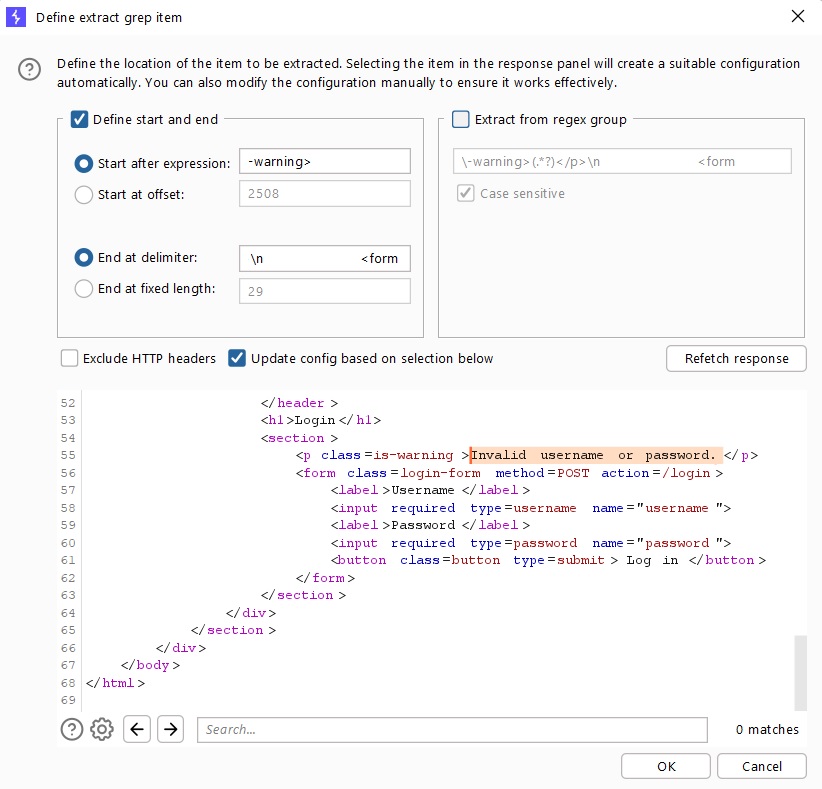 Define extract grep item
Define the location of the item to be extracted. Selecting the item in the response panel will create a suitable configuration
automatically. You can also modify the configuration manually to ensure it works effectively.
Define start and end
Start after expression: -warning>
Start at offset: 2508
End at delimiter: \n <form
End at fixed length: 29
Extract from regex group
\-warning>(.*?)</p>\n <form
Case sensitive
Exclude HTTP headers
Update config based on selection below
Refetch response
52 </header >
53 <h1>Login</h1>
54 <section >
55 <p class=is-warning >Invalid username or password. </p>
56 <form class=login-form method=POST action=/login >
57 <label >Username </label >
58 <input required type=username name="username ">
59 <label >Password </label >
60 <input required type=password name="password ">
61 <button class=button type=submit > Log in </button >
62 </form>
63 </section >
64 </div>
65 </section >
66 </div>
67 </body >
68 </html >
69
Search...
0 matches
OK
Cancel